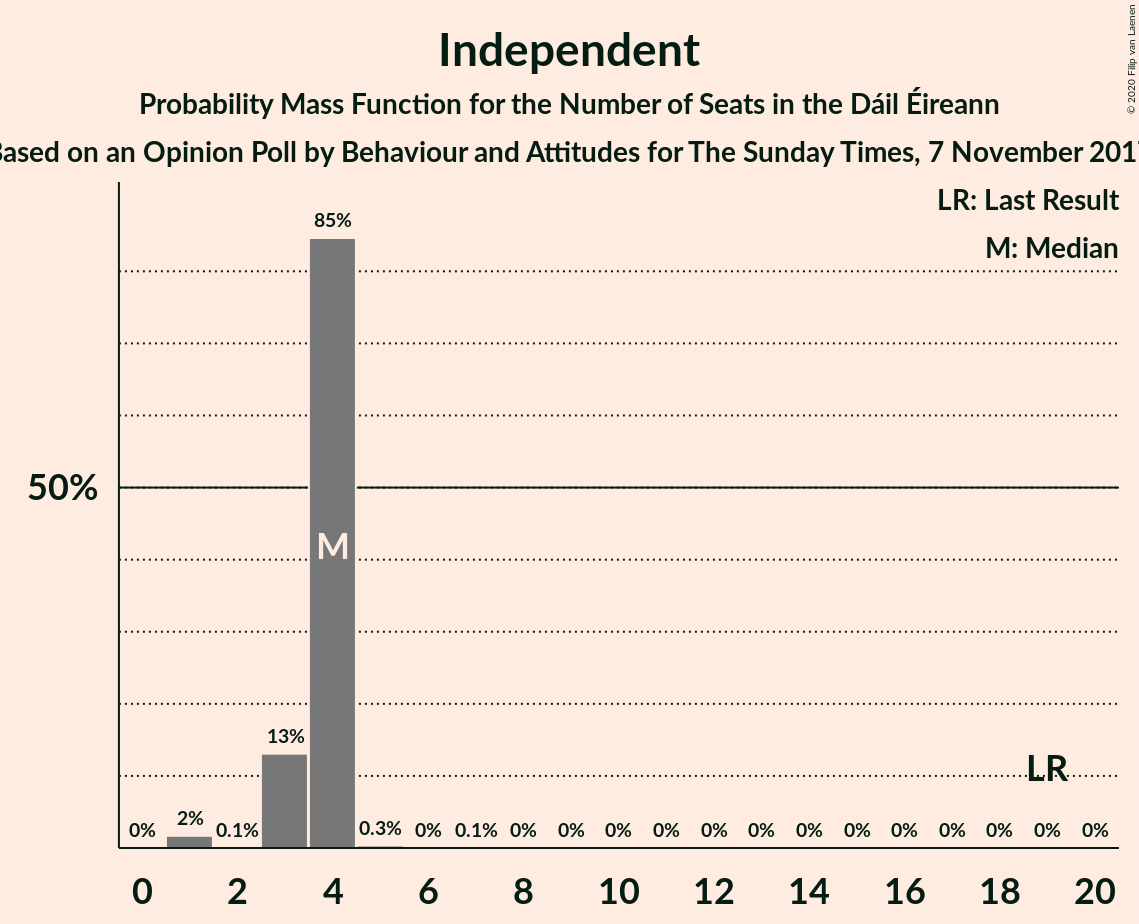 Independent
Probability Mass Function for the Number of Seats in the Dáil Éireann
Based on an Opinion Poll by Behaviour and Attitudes for The Sunday Times, 7 November 2017
© 2020 Filip van Laenen
LR: Last Result
M: Median
85%
50%
M
13%
LR
0% 2% 0.1% 0.3% 0% 0.1% 0% 0% 0% 0% 0% 0% 0% 0% 0% 0% 0% 0% 0%
0 2 4 6 8 10 12 14 16 18 20